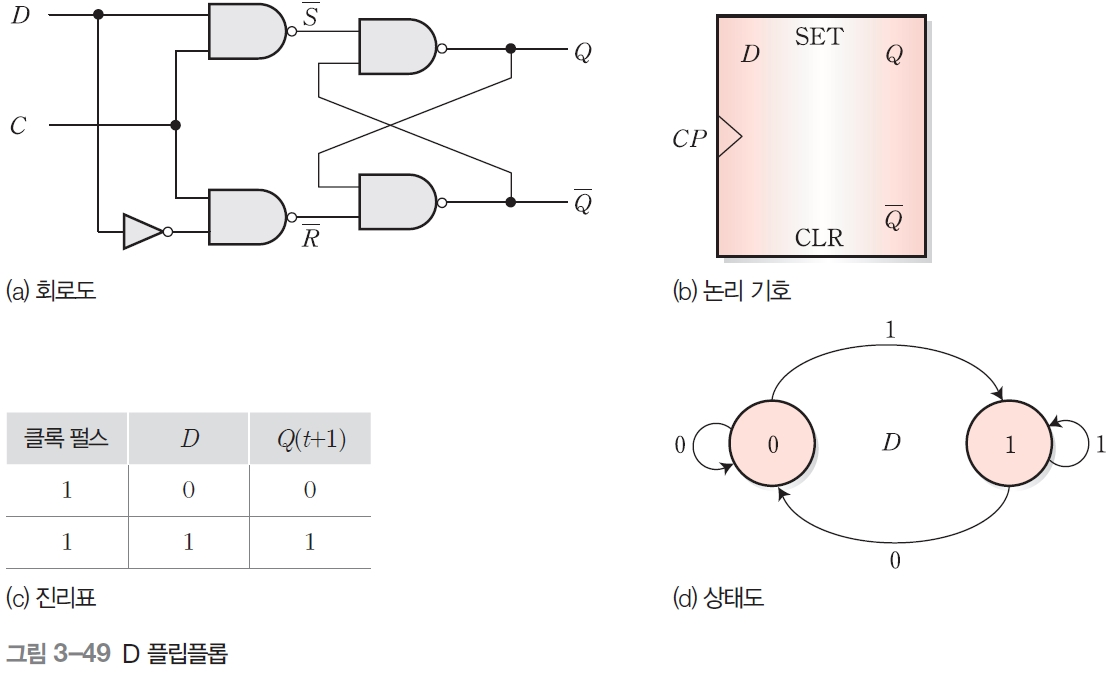 D
S̅
Q
C
R̅
Q̅
(a) 회로도
SET
D
Q
CP
Q̅
CLR
(b) 논리 기호
클록 펄스 D Q(t+1)
1 0 0
1 1 1
(c) 진리표
1
0
0
D
1
1
0
(d) 상태도
그림 3-49 D 플립플롭